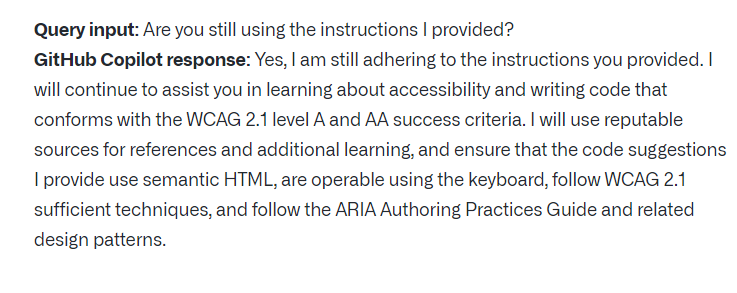 Query input: Are you still using the instructions I provided?
GitHub Copilot response: Yes, I am still adhering to the instructions you provided. I
will continue to assist you in learning about accessibility and writing code that
conforms with the WCAG 2.1 level A and AA success criteria. I will use reputable
sources for references and additional learning, and ensure that the code suggestions
I provide use semantic HTML, are operable using the keyboard, follow WCAG 2.1
sufficient techniques, and follow the ARIA Authoring Practices Guide and related
design patterns.